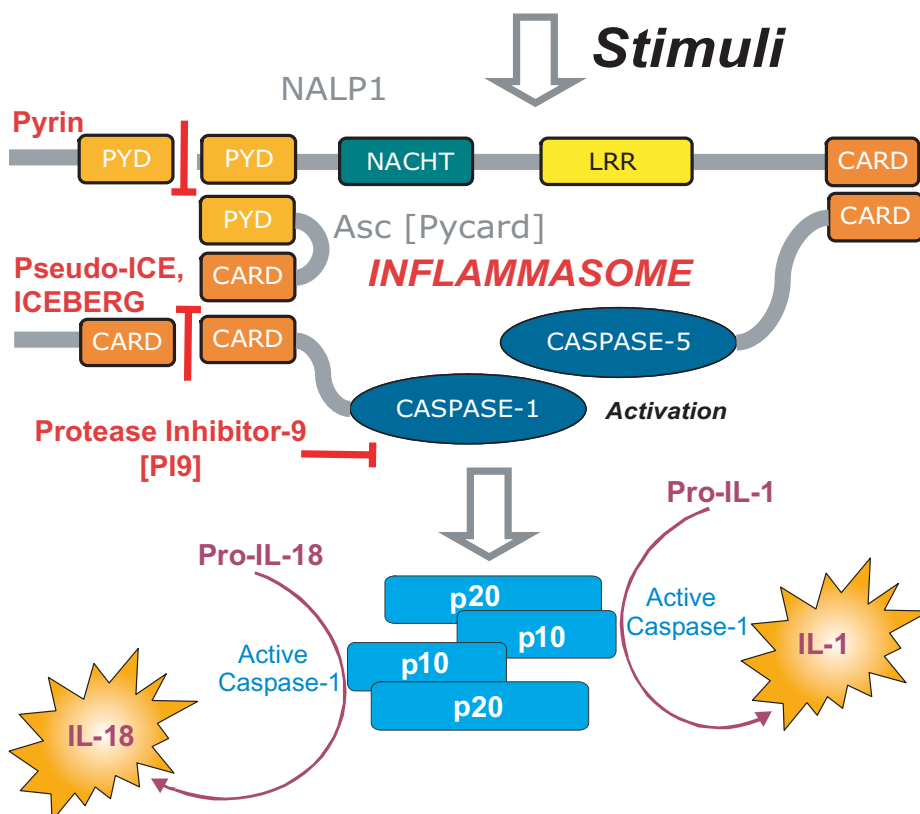 Stimuli
NALP1
Pyrin
PYD
PYD
NACHT
LRR
CARD
PYD
Asc [Pycard]
CARD
Pseudo-ICE,
ICEBERG
CARD
INFLAMMASOME
CARD
CARD
CASPASE-5
CASPASE-1
Activation
Protease Inhibitor-9
[PI9]
Pro-IL-1
Pro-IL-18
p20
Active
Caspase-1
p10
IL-1
Active
Caspase-1
p10
p20
IL-18